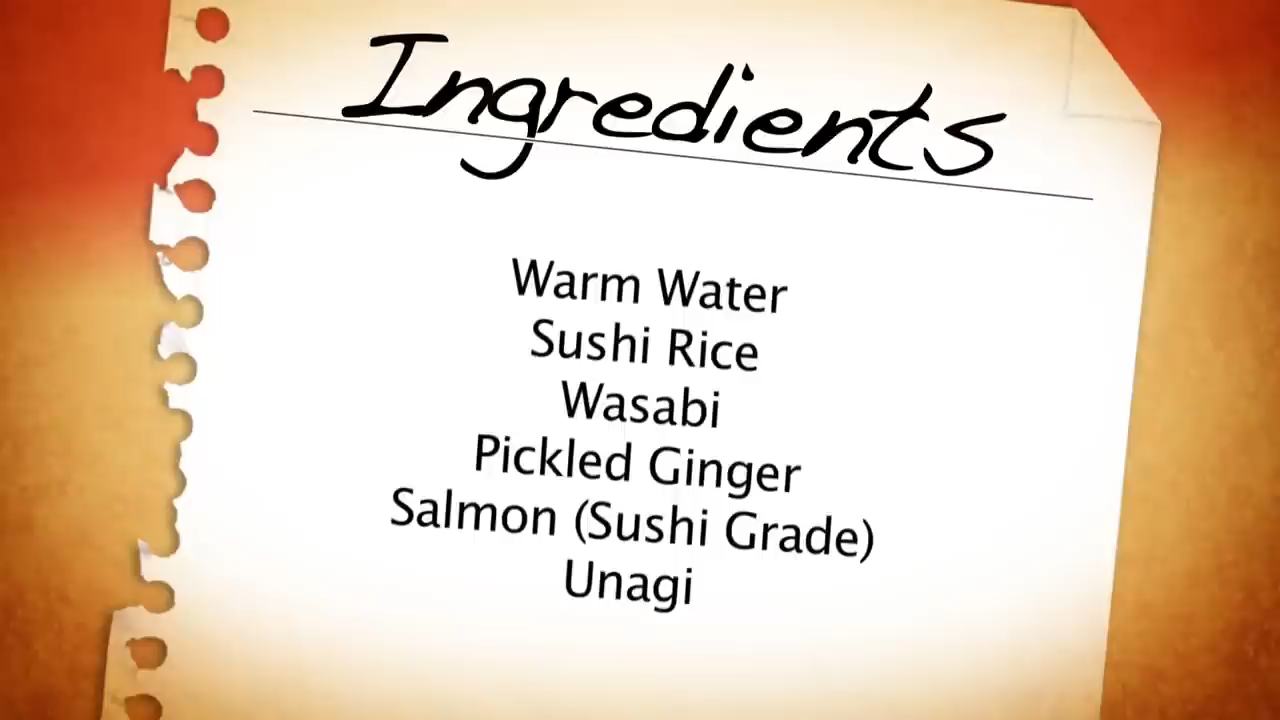 Ingredients
Warm Water
Sushi Rice
Wasabi
Pickled Ginger
Salmon (Sushi Grade)
Unagi